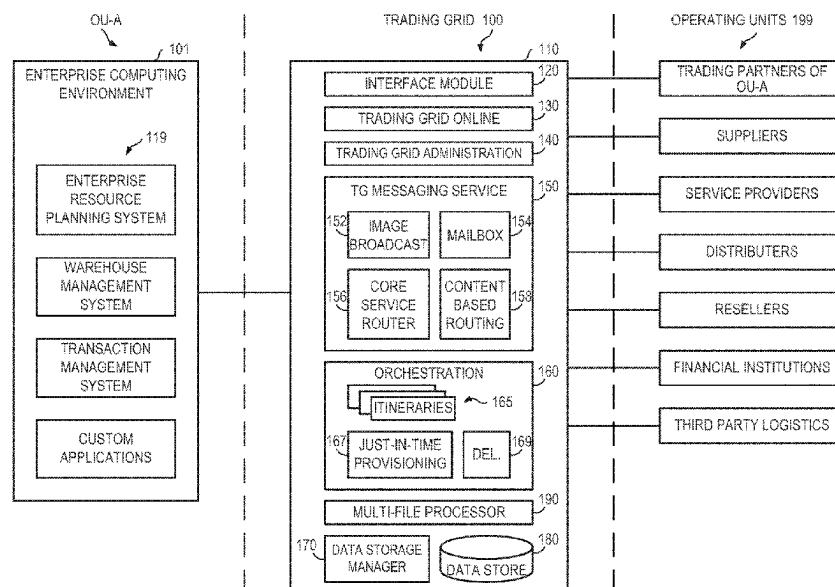 OU-A
101
ENTERPRISE COMPUTING
ENVIRONMENT
119
ENTERPRISE
RESOURCE
PLANNING SYSTEM
WAREHOUSE
MANAGEMENT
SYSTEM
TRANSACTION
MANAGEMENT
SYSTEM
CUSTOM
APPLICATIONS
TRADING GRID 100
110
INTERFACE MODULE
120
TRADING GRID ONLINE
130
TRADING GRID ADMINISTRATION
140
TG MESSAGING SERVICE
150
152
IMAGE
BROADCAST
MAILBOX
154
156
CORE
SERVICE
ROUTER
CONTENT
BASED
ROUTING
158
ORCHESTRATION
160
ITINERARIES
165
167
JUST-IN-TIME
PROVISIONING
DEL.
169
MULTI-FILE PROCESSOR
190
170
DATA STORAGE
MANAGER
DATA STORE
180
OPERATING UNITS 199
TRADING PARTNERS OF
OU-A
SUPPLIERS
SERVICE PROVIDERS
DISTRIBUTERS
RESELLERS
FINANCIAL INSTITUTIONS
THIRD PARTY LOGISTICS